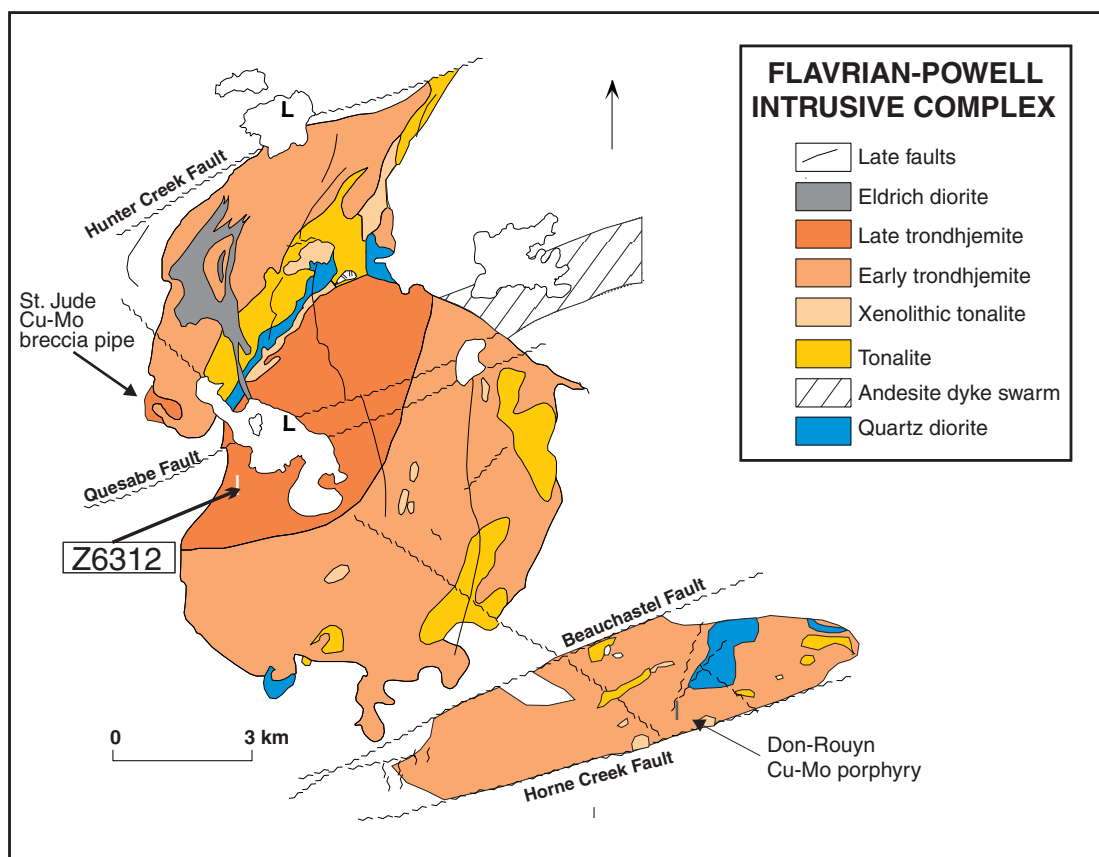 FLAVRIAN-POWELL
INTRUSIVE COMPLEX
Late faults
Eldrich diorite
Late trondhjemite
Early trondhjemite
Xenolithic tonalite
Tonalite
Andesite dyke swarm
Quartz diorite
L
Hunter Creek Fault
St. Jude
Cu-Mo
breccia pipe
L
Quesabe Fault
Z6312
Beauchastel Fault
0 3 km
Horne Creek Fault
Don-Rouyn
Cu-Mo porphyry